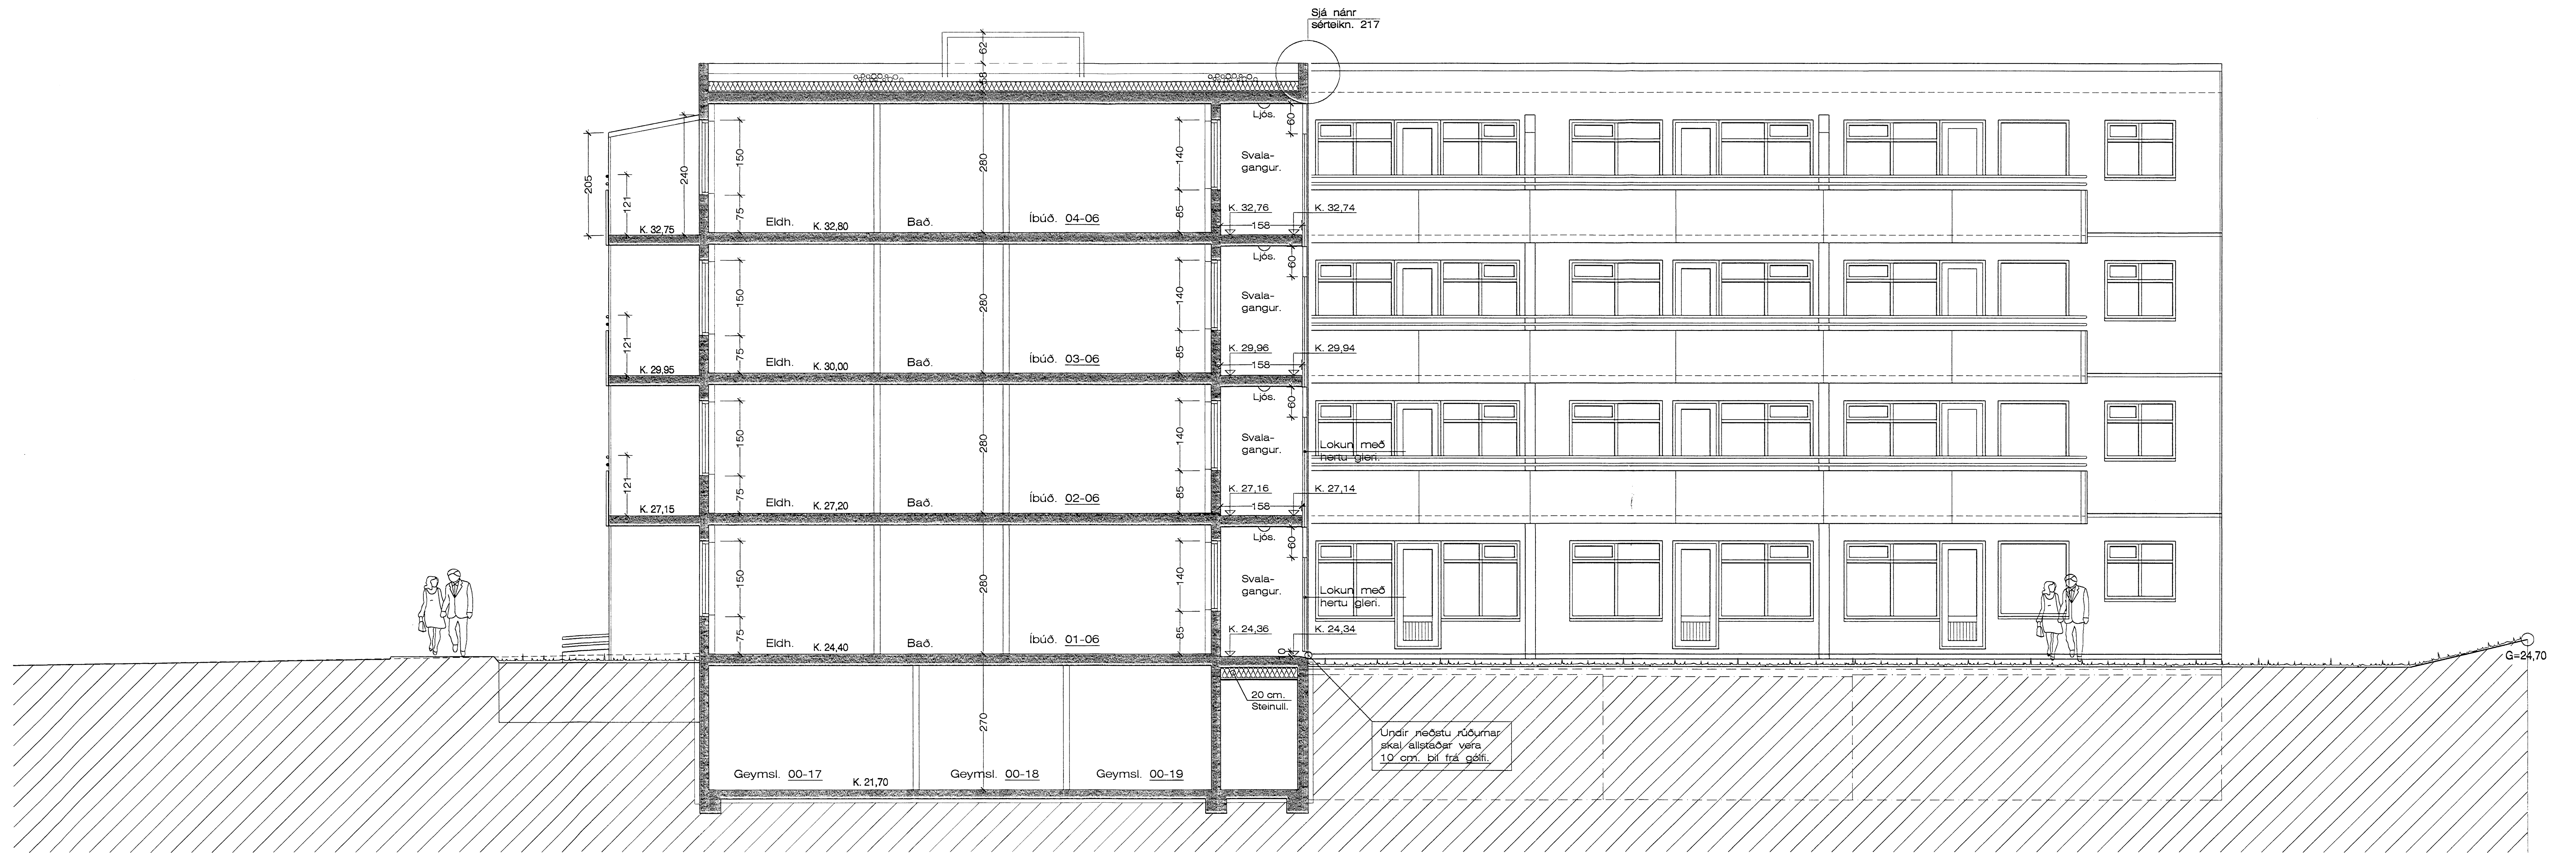 Sjá nánr
sérteikn. 217
62
58
Ljós.
60
150
280
140
Svala-
gangur.
205
240
121
75
85
Eldh.
K. 32,80
Bað.
Íbúð. 04-06
K. 32,75
K. 32,76
K. 32,74
158
Ljós.
60
150
280
140
Svala-
gangur.
121
75
85
Eldh.
K. 30,00
Bað.
Íbúð. 03-06
K. 29,95
K. 29,96
K. 29,94
158
Ljós.
60
150
280
140
Svala-
gangur.
Lokun með
hertu gleri.
121
75
85
Eldh.
K. 27,20
Bað.
Íbúð. 02-06
K. 27,15
K. 27,16
K. 27,14
158
Ljós.
60
150
280
140
Svala-
gangur.
Lokun með
hertu gleri.
75
85
Eldh.
K. 24,40
Bað.
Íbúð. 01-06
K. 24,36
K. 24,34
G=24,70
20 cm.
Steinull.
270
Undir neðstu rúðurnar
skal allstaðar vera
10 cm. bil frá gólfi.
Geymsl. 00-17
K. 21,70
Geymsl. 00-18
Geymsl. 00-19